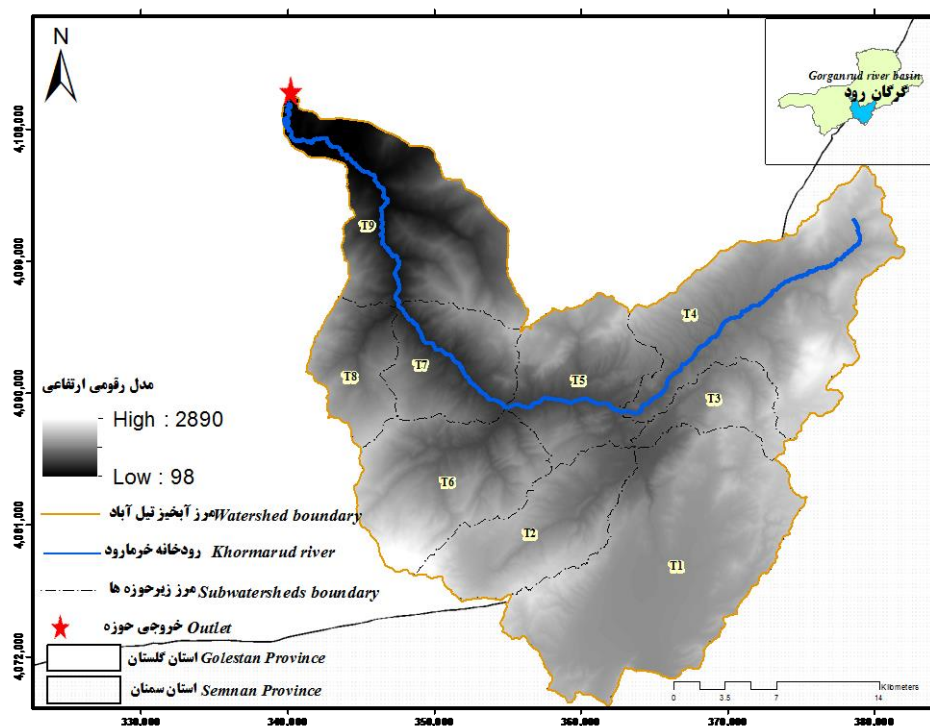 N
Gorganrud river basin
گرگان رود
4,108,000
4,099,000
4,090,000
4,081,000
4,072,000
T9
T4
T7
T8
T5
T3
T6
T2
T1
مدل رقومی ارتفاعی
High : 2890
Low : 98
مرز آبخیز تیل آباد Watershed boundary
رودخانه خرمارود Khormarud river
مرز زیرحوزه ها Subwatersheds boundary
خروجی حوزه Outlet
استان گلستان Golestan Province
استان سمنان Semnan Province
Kilometers
0 3.5 7 14
330,000 340,000 350,000 360,000 370,000 380,000